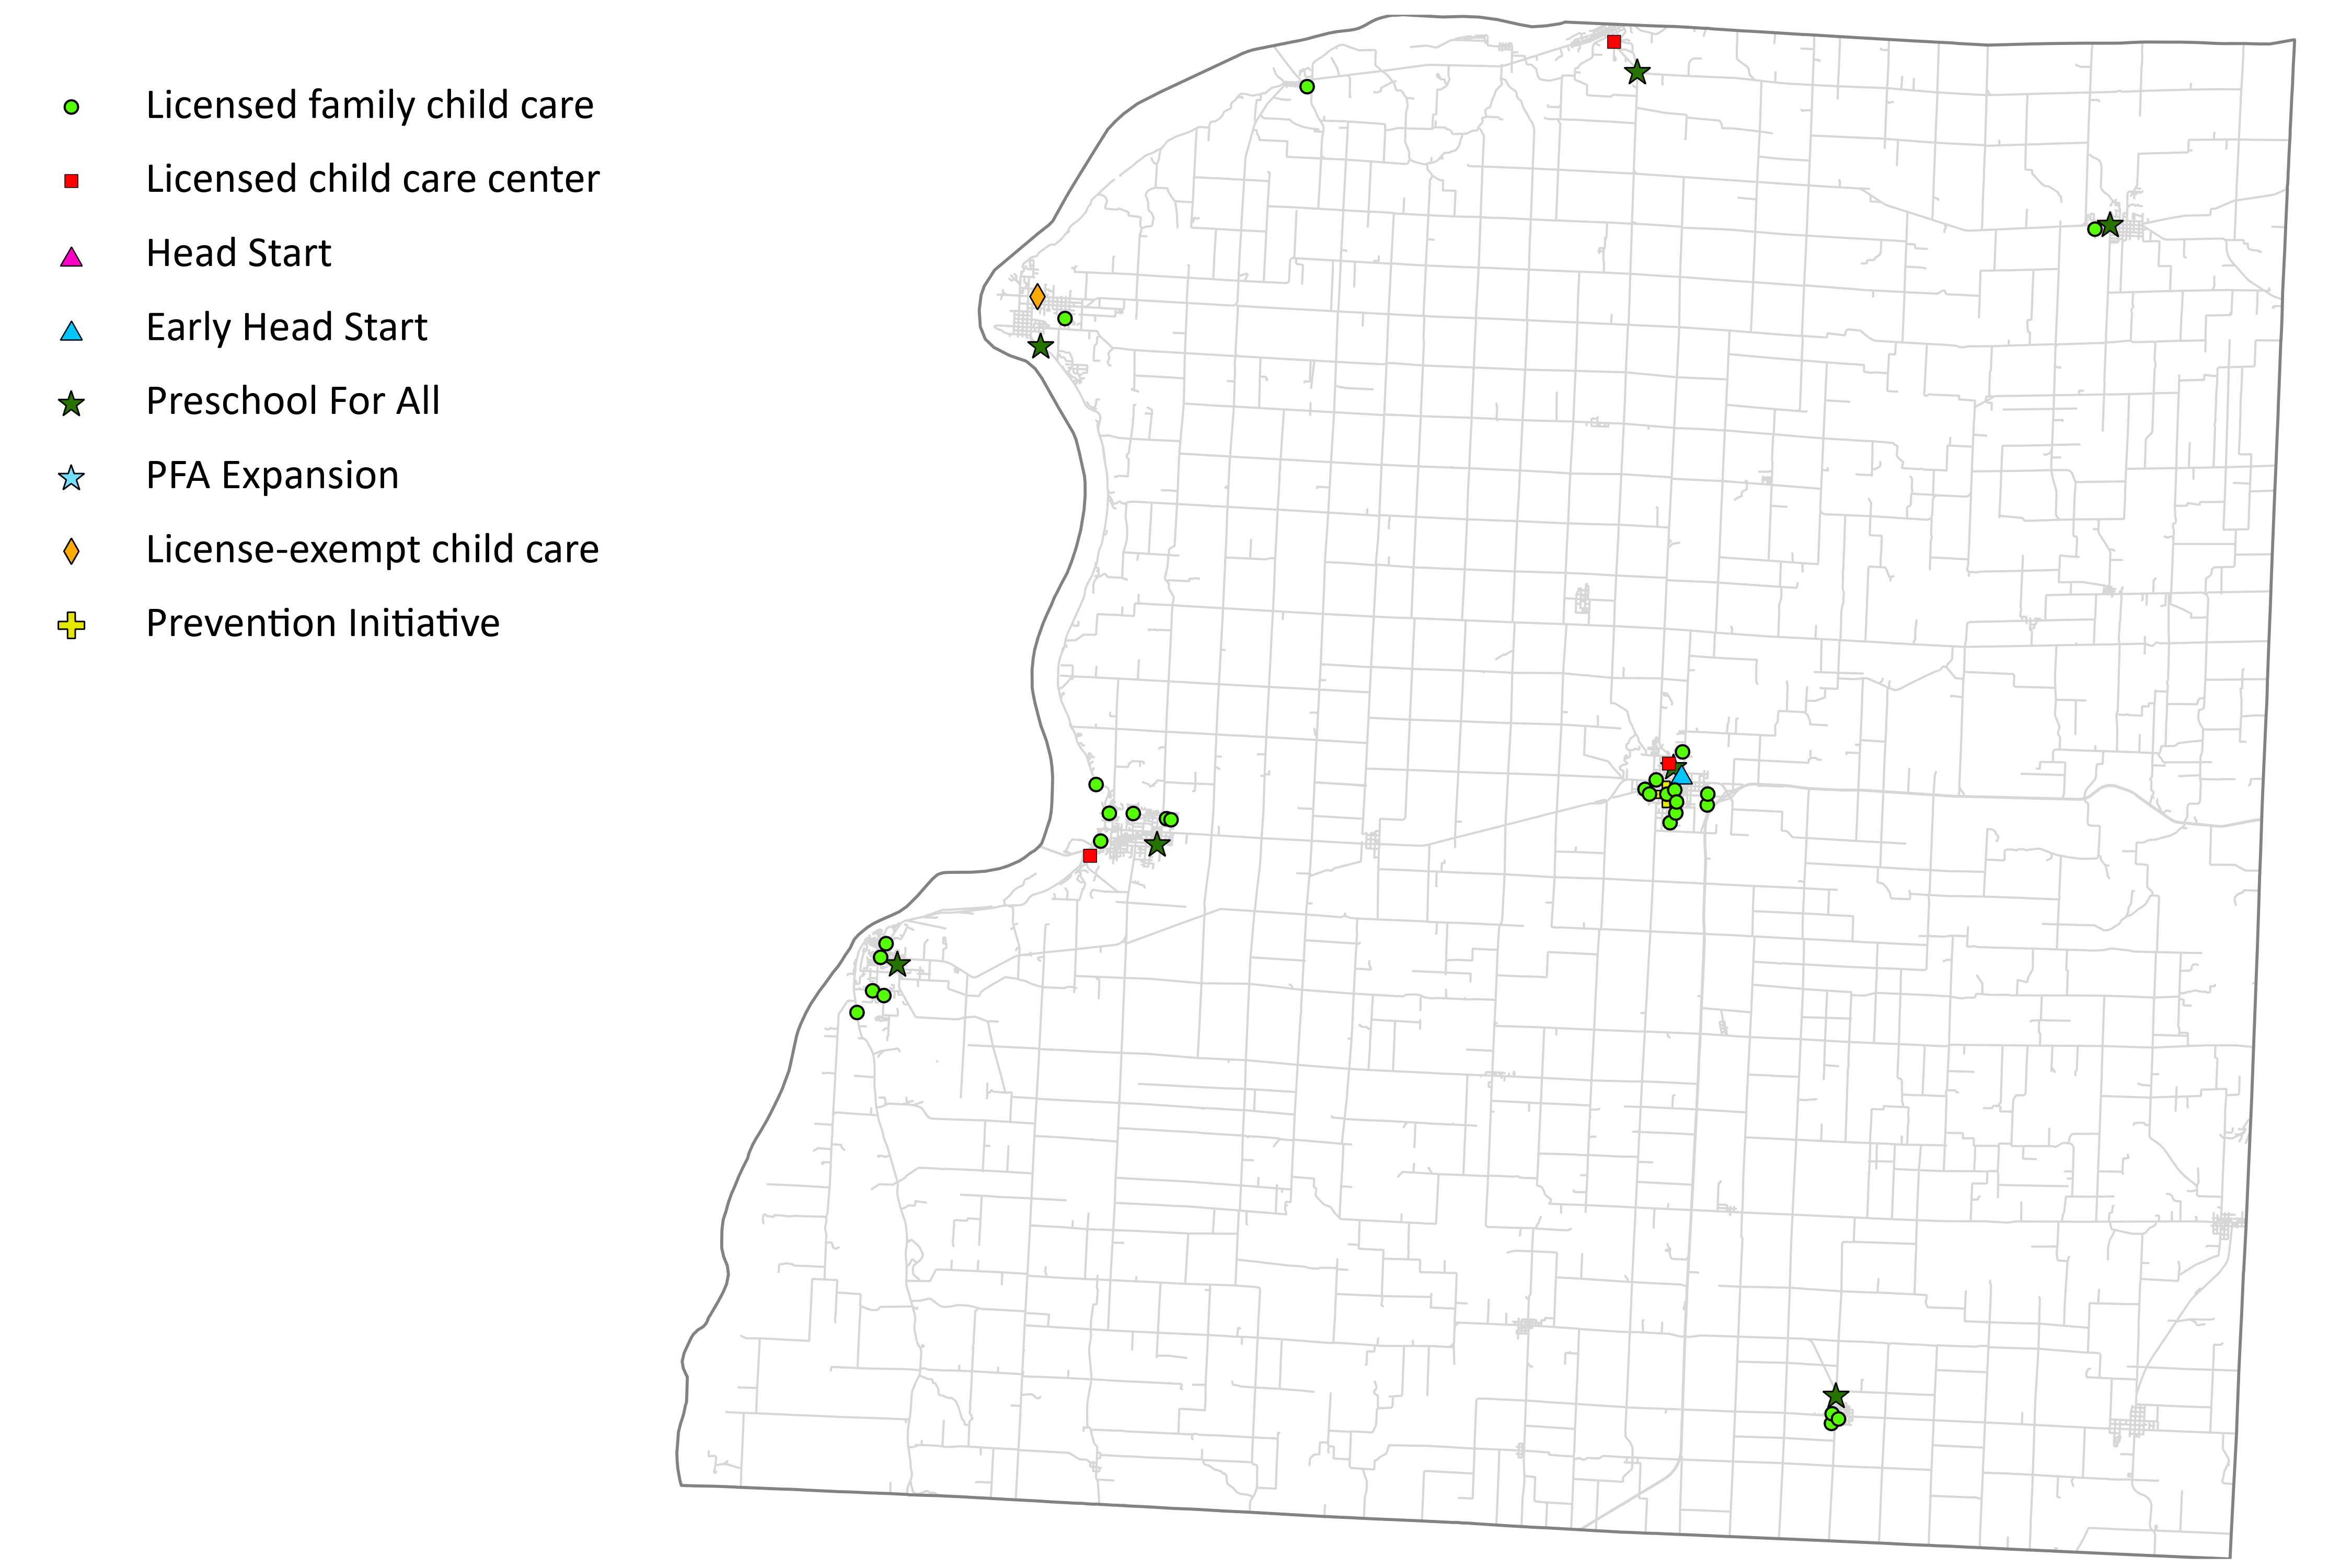 Licensed family child care
Licensed child care center
Head Start
Early Head Start
Preschool For All
PFA Expansion
License-exempt child care
Prevention Initiative